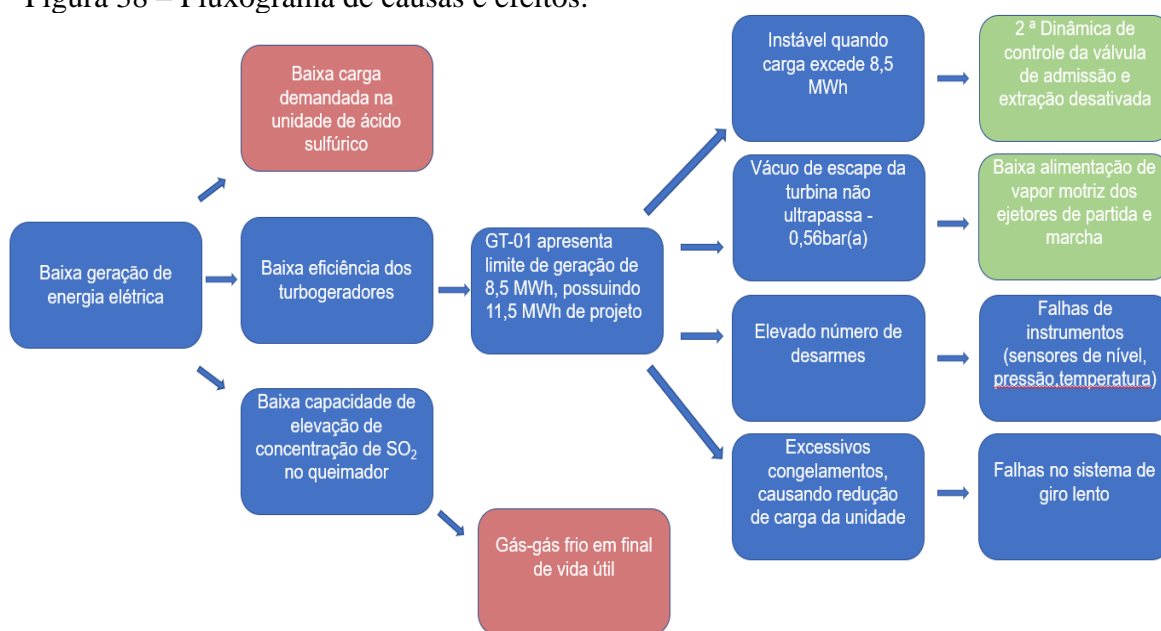 Figura 38 – Fluxograma de causas e efeitos.
Baixa carga
demandada na
unidade de ácido
sulfúrico
Baixa geração de
energia elétrica
Baixa eficiência dos
turbogeradores
Baixa capacidade de
elevação de
concentração de SO₂
no queimador
GT-01 apresenta
limite de geração de
8,5 MWh, possuindo
11,5 MWh de projeto
Gás-gás frio em final
de vida útil
Instável quando
carga excede 8,5
MWh
Vácuo de escape da
turbina não
ultrapassa -
0,56bar(a)
Elevado número de
desarmes
Excessivos
congelamentos,
causando redução
de carga da unidade
2 ª Dinâmica de
controle da válvula
de admissão e
extração desativada
Baixa alimentação de
vapor motriz dos
ejetores de partida e
marcha
Falhas de
instrumentos
(sensores de nível,
pressão,temperatura)
Falhas no sistema de
giro lento